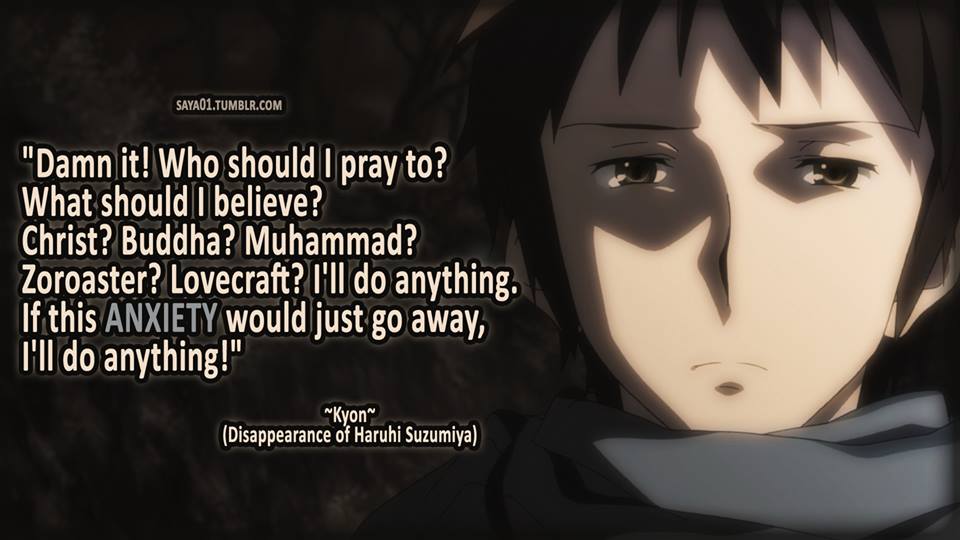 SAYA01.TUMBLR.COM
"Damn it! Who should I pray to?
What should I believe?
Christ? Buddha? Muhammad?
Zoroaster? Lovecraft? I'll do anything.
If this ANXIETY would just go away,
I'll do anything!"
~Kyon~
(Disappearance of Haruhi Suzumiya)